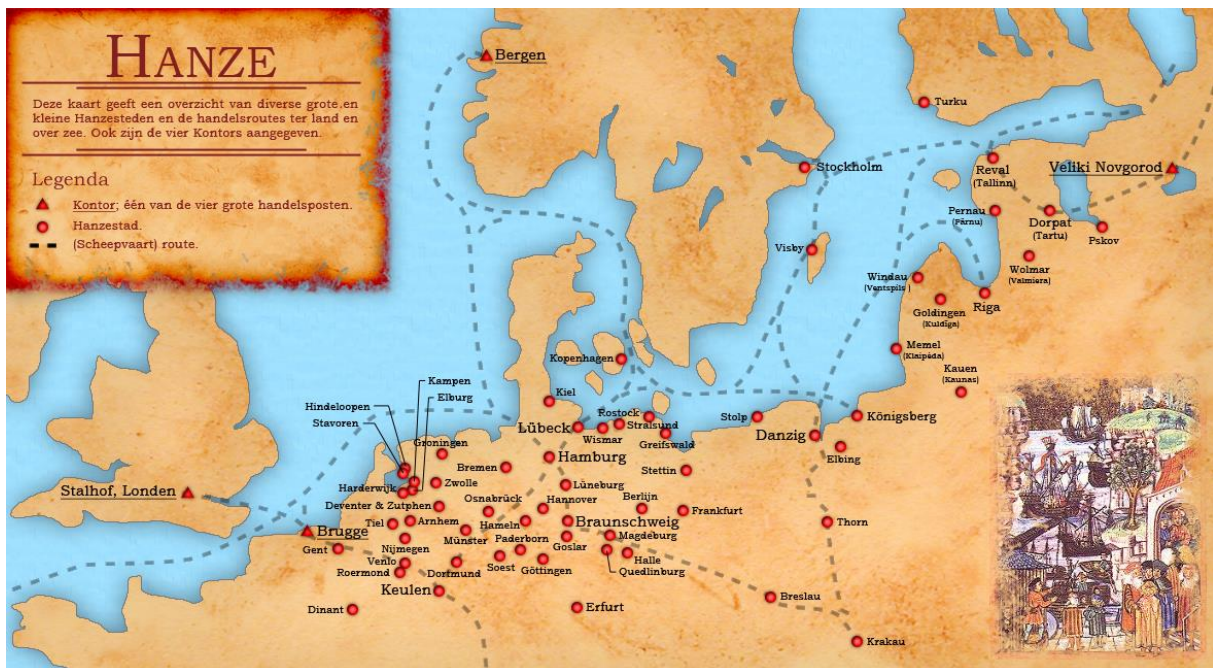 HANZE
Deze kaart geeft een overzicht van diverse grote en
kleine Hanzesteden en de handelsroutes ter land en
over zee. Ook zijn de vier Kontors aangegeven.
Legenda
Kontor; één van de vier grote handelsposten.
Hanzestad.
(Scheepvaart) route.
Bergen
Turku
Stockholm
Reval
(Tallinn)
Veliki Novgorod
Pernau
(Pärnu)
Dorpat
(Tartu)
Pskov
Visby
Wolmar
(Valmiera)
Windau
(Ventspils )
Riga
Goldingen
(Kuldīga)
Memel
(Klaipėda)
Kauen
(Kaunas)
Kopenhagen
Kampen
Elburg
Kiel
Hindeloopen
Stavoren
Rostock
Stralsund
Stolp
Königsberg
Lübeck
Wismar
Greifswald
Danzig
Elbing
Groningen
Hamburg
Bremen
Stettin
Stalhof, Londen
Harderwijk
Zwolle
Lüneburg
Osnabrück
Hannover
Berlijn
Deventer & Zutphen
Frankfurt
Tiel
Arnhem
Hameln
Braunschweig
Thorn
Brugge
Münster
Paderborn
Magdeburg
Gent
Nijmegen
Goslar
Halle
Venlo
Soest
Göttingen
Quedlinburg
Roermond
Dortmund
Keulen
Breslau
Dinant
Erfurt
Krakau